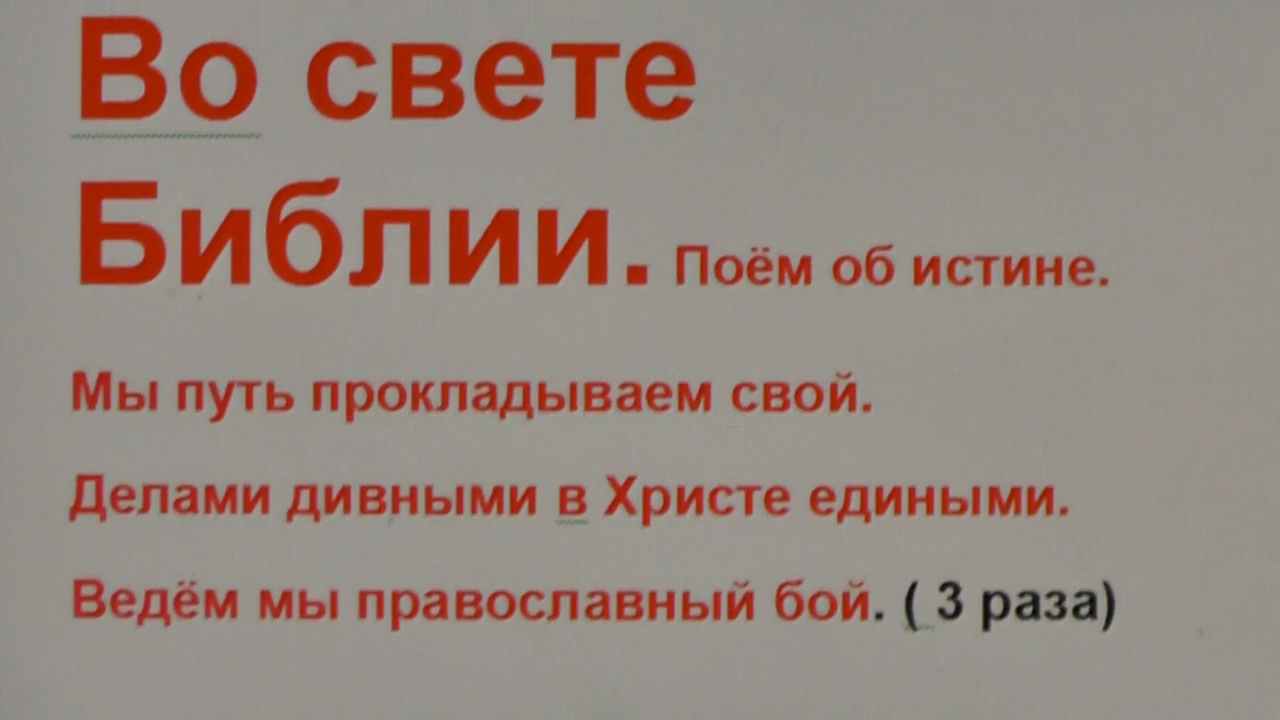 Во свете
Библии. Поём об истине.
Мы путь прокладываем свой.
Делами дивными в Христе едиными.
Ведём мы православный бой. ( 3 раза)